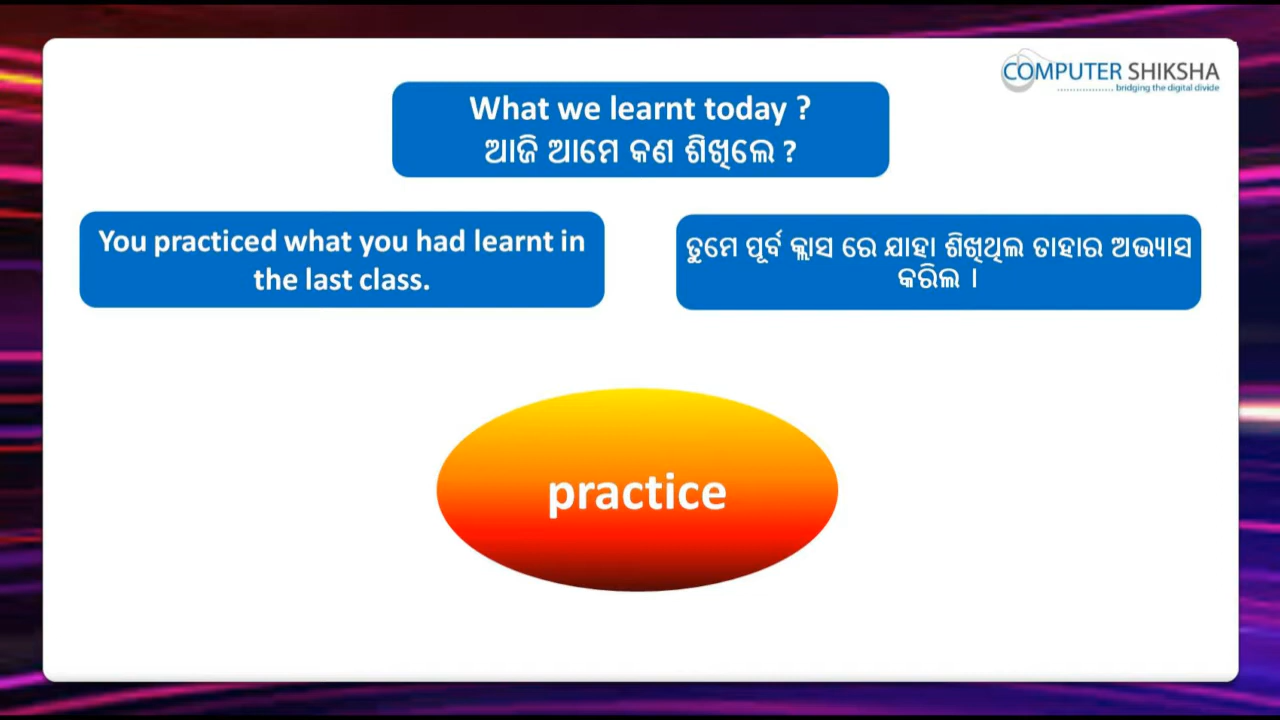 COMPUTER SHIKSHA
bridging the digital divide
What we learnt today ?
ଆଜି ଆମେ କଣ ଶିଖିଲେ ?
You practiced what you had learnt in
the last class.
ତୁମେ ପୂର୍ବ କ୍ଲାସ ରେ ଯାହା ଶିଖିଥିଲ ତାହାର ଅଭ୍ୟାସ
କରିଲ ।
practice